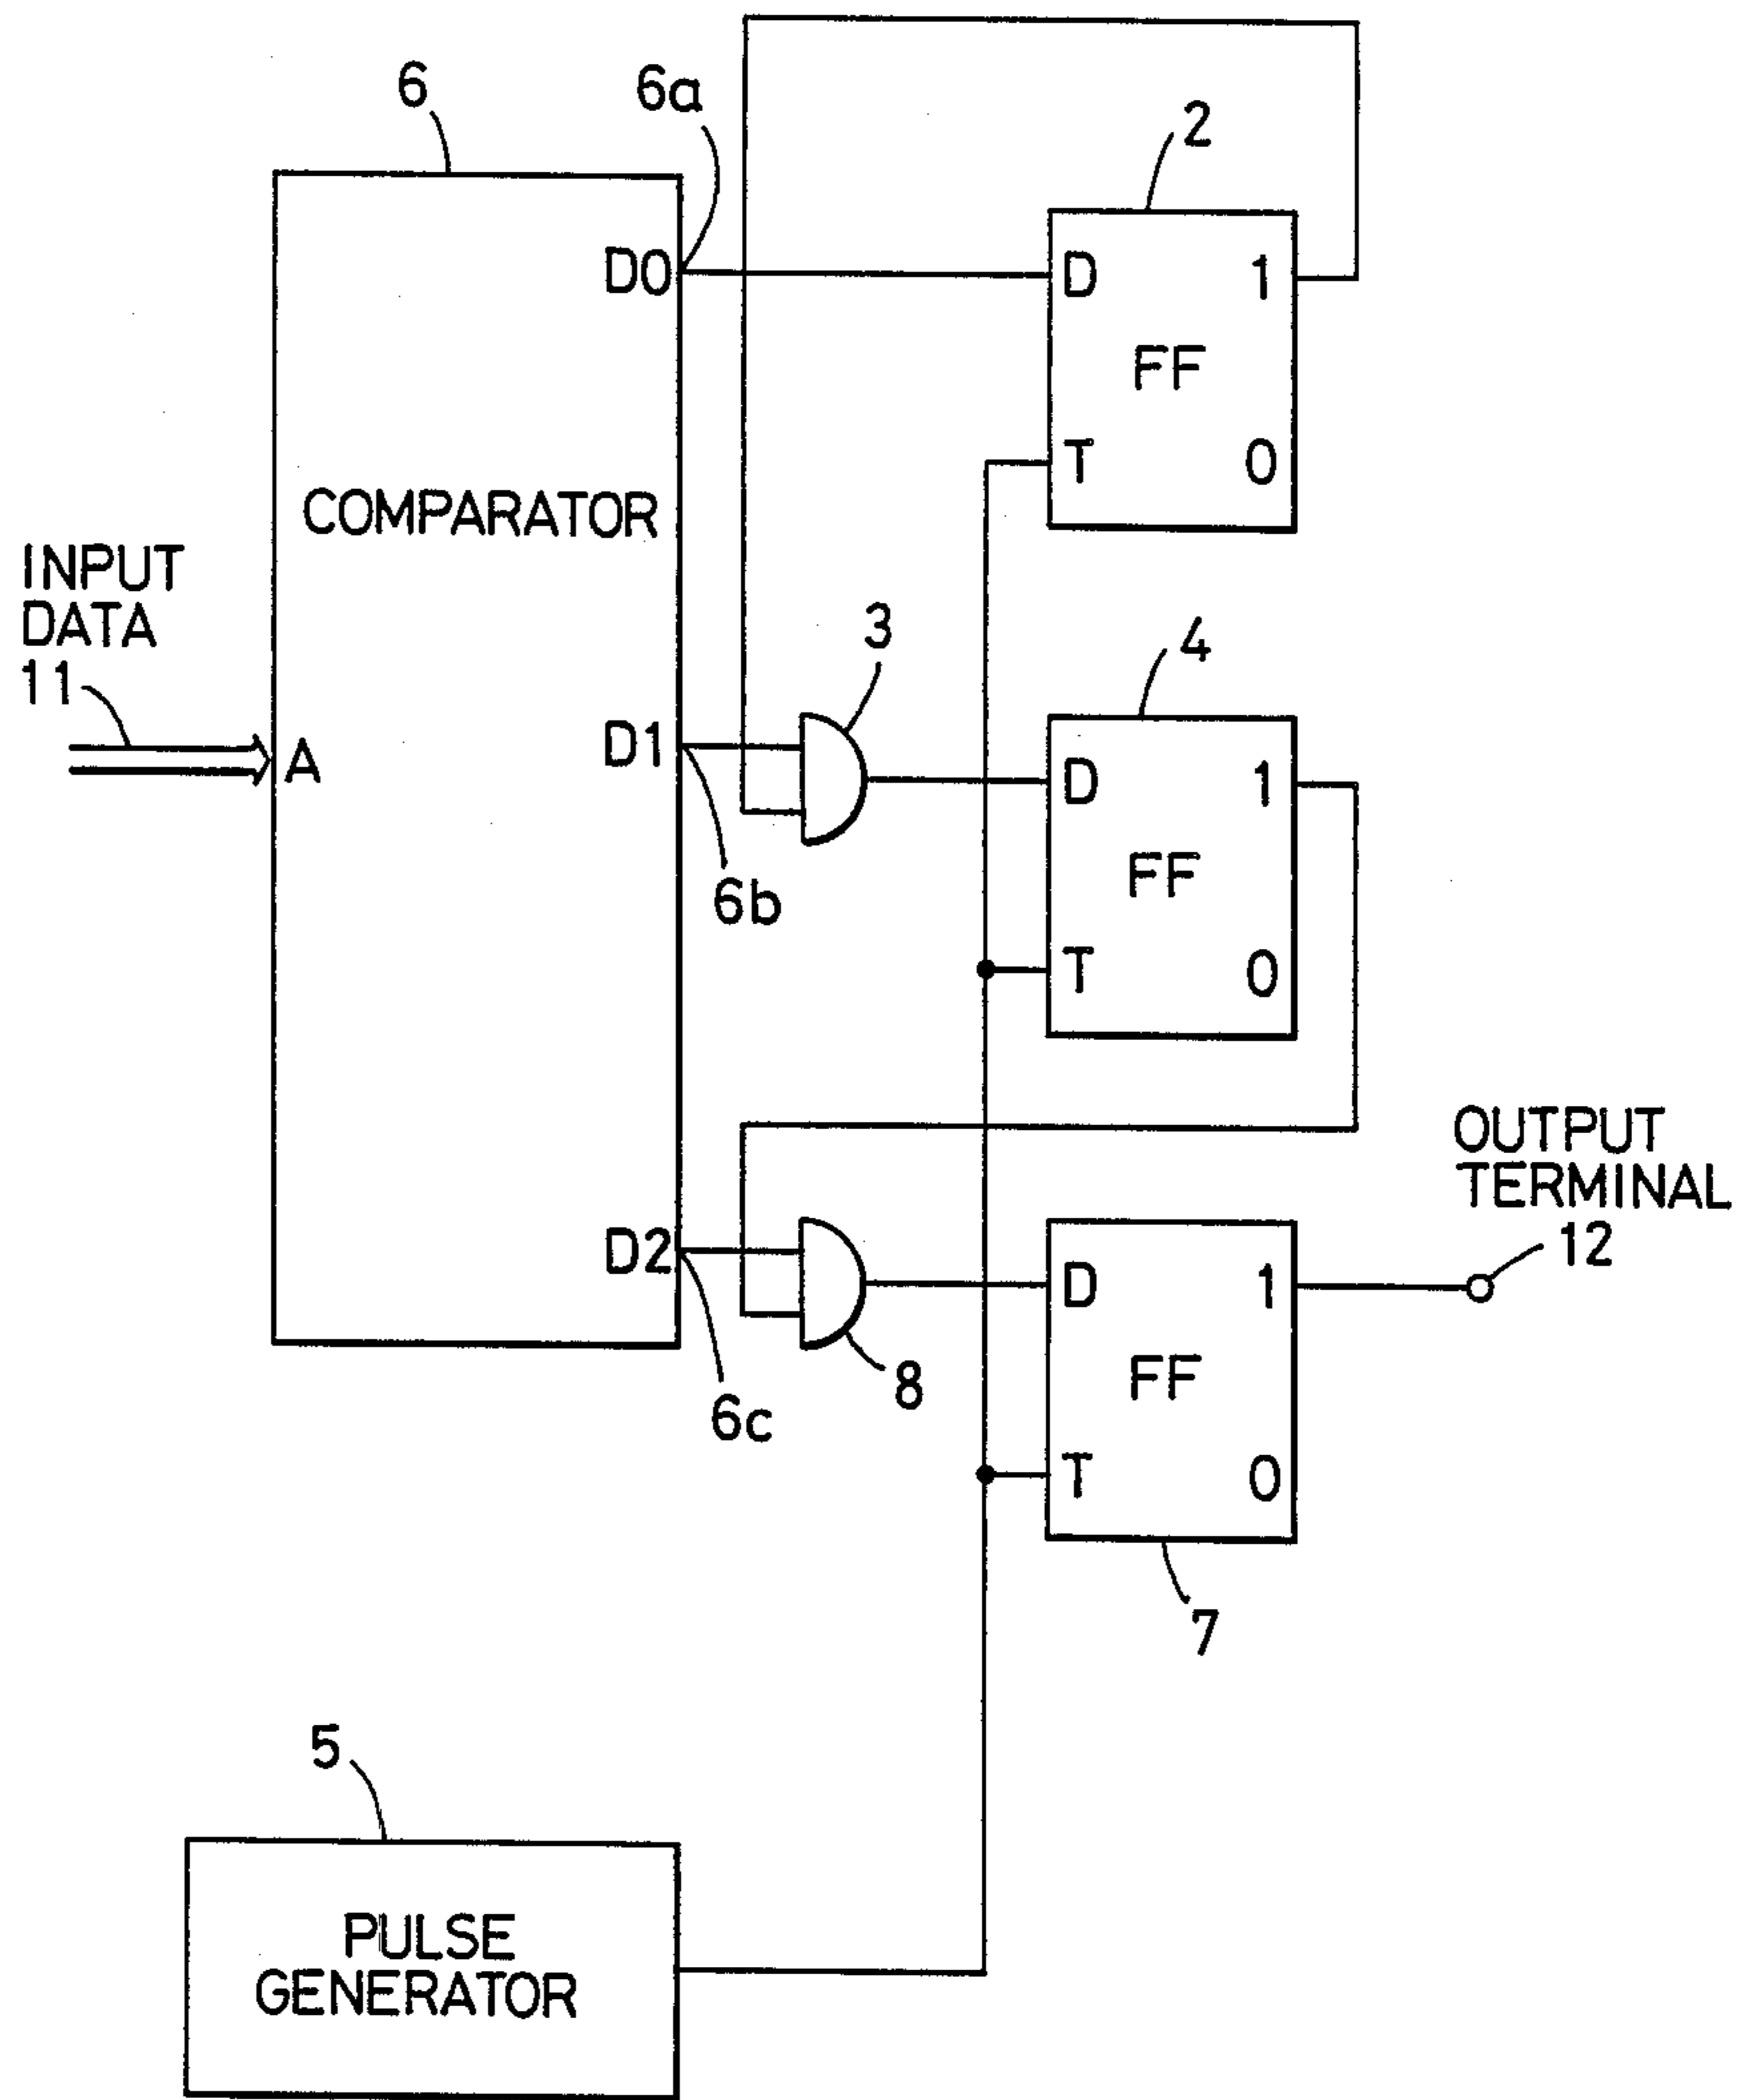 6
6a
2
D0
D
1
FF
T
0
COMPARATOR
INPUT
DATA
11
A
3
4
D1
D
1
6b
FF
T
0
OUTPUT
TERMINAL
12
D2
D
1
8
FF
6c
T
0
7
5
PULSE
GENERATOR